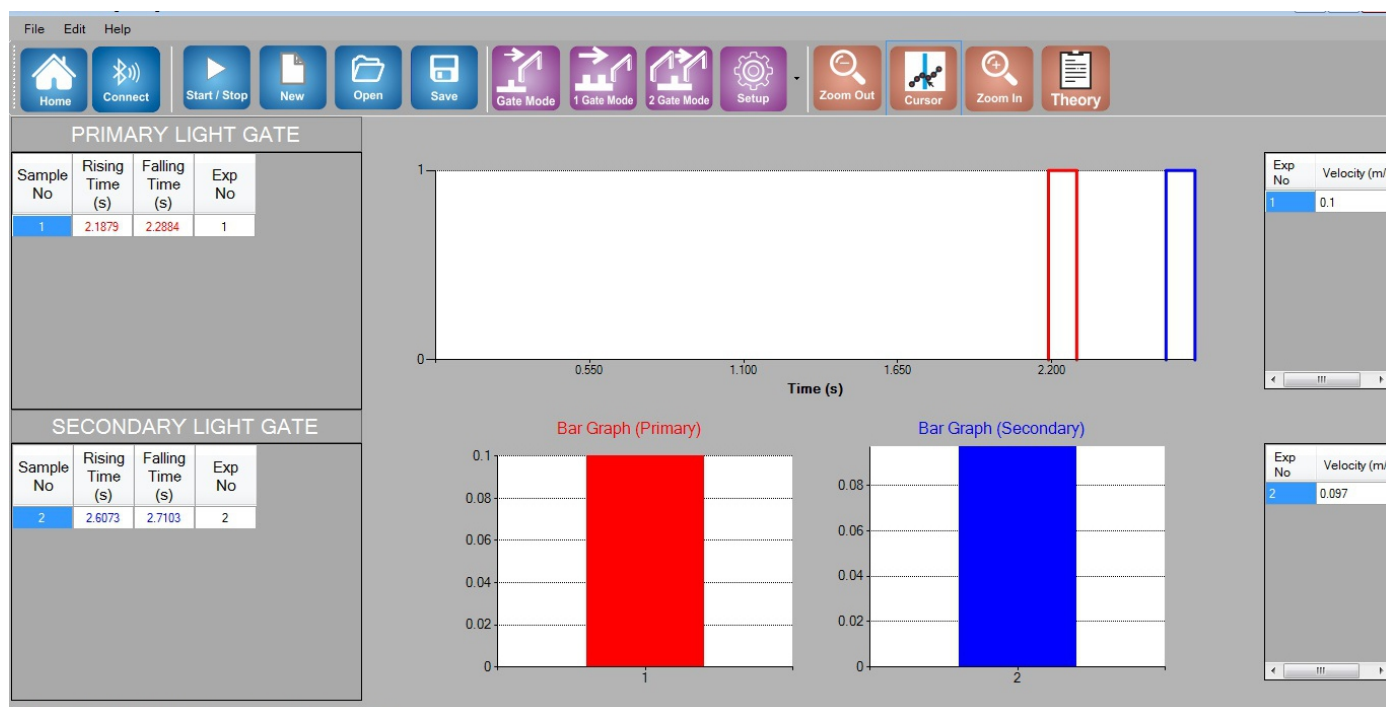 File Edit Help
Home Connect Start / Stop New Open Save Gate Mode 1 Gate Mode 2 Gate Mode Setup Zoom Out Cursor Zoom In Theory
PRIMARY LIGHT GATE
Sample No Rising Time (s) Falling Time (s) Exp No
1 2.1879 2.2884 1
1
0
0.550 1.100 1.650 2.200
Time (s)
Exp No Velocity (m/
1 0.1
SECONDARY LIGHT GATE
Sample No Rising Time (s) Falling Time (s) Exp No
2 2.6073 2.7103 2
Bar Graph (Primary)
0.1
0.08
0.06
0.04
0.02
0
1
Bar Graph (Secondary)
0.08
0.06
0.04
0.02
0
2
Exp No Velocity (m/
2 0.097